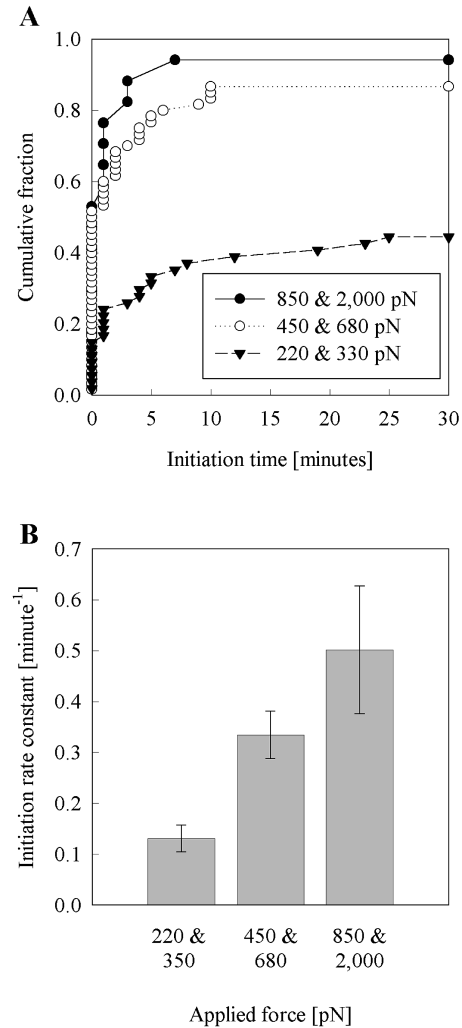 A
1.0
0.8
0.6
0.4
0.2
0.0
Cumulative fraction
850 & 2,000 pN
450 & 680 pN
220 & 330 pN
0 5 10 15 20 25 30
Initiation time [minutes]
B
0.7
0.6
0.5
0.4
0.3
0.2
0.1
0.0
Initiation rate constant [minute-1]
220 & 450 & 850 &
350 680 2,000
Applied force [pN]